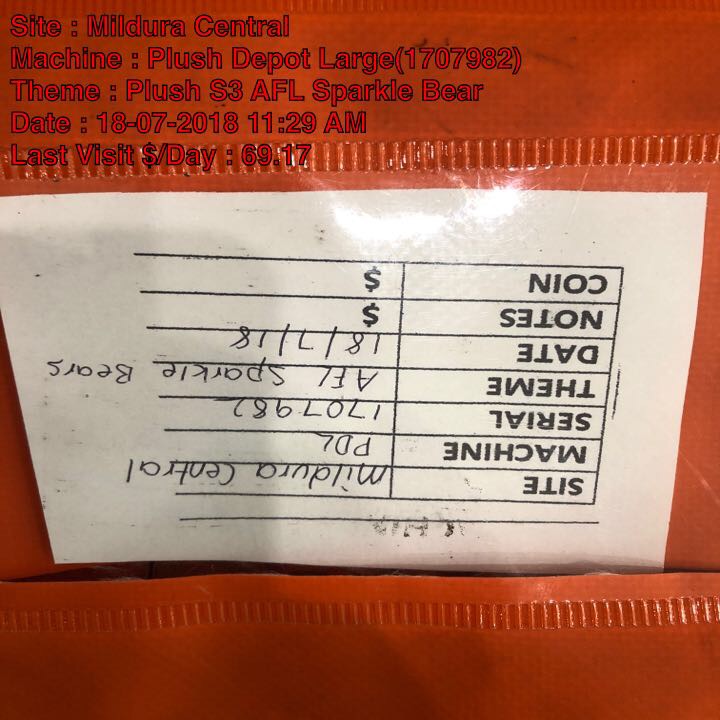 Site : Mildura Central
Machine : Plush Depot Large(1707982)
Theme : Plush S3 AFL Sparkle Bear
Date : 18-07-2018 11:29 AM
Last Visit $/Day : 69.17
SITE Mildura Central
MACHINE PDL
SERIAL 1707982
THEME AFL Sparkle Bears
DATE 18/7/18
NOTES $
COIN $